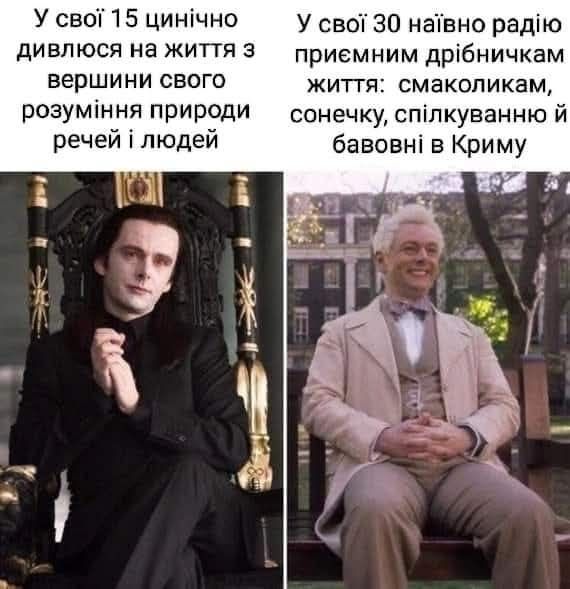 У свої 15 цинічно
дивлюся на життя з
вершини свого
розуміння природи
речей і людей
У свої 30 наївно радію
приємним дрібничкам
життя: смаколикам,
сонечку, спілкуванню й
бавовні в Криму